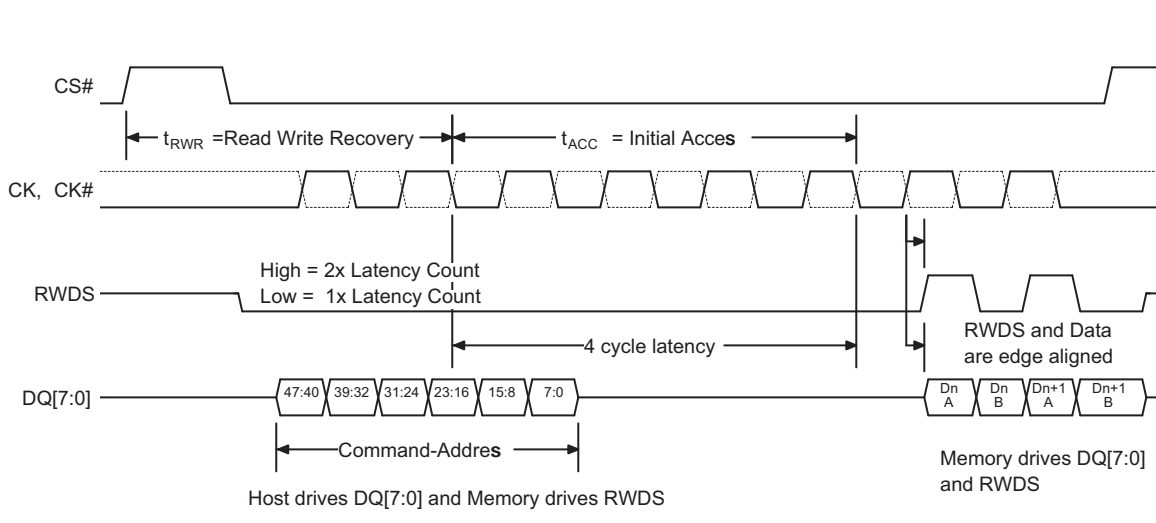 CS#
tRWR =Read Write Recovery
tACC = Initial Acces
CK, CK#
High = 2x Latency Count
Low = 1x Latency Count
RWDS
4 cycle latency
RWDS and Data
are edge aligned
DQ[7:0]
47:40 39:32 31:24 23:16 15:8 7:0
Dn A
Dn B
Dn+1 A
Dn+1 B
Command-Addres
Host drives DQ[7:0] and Memory drives RWDS
Memory drives DQ[7:0]
and RWDS